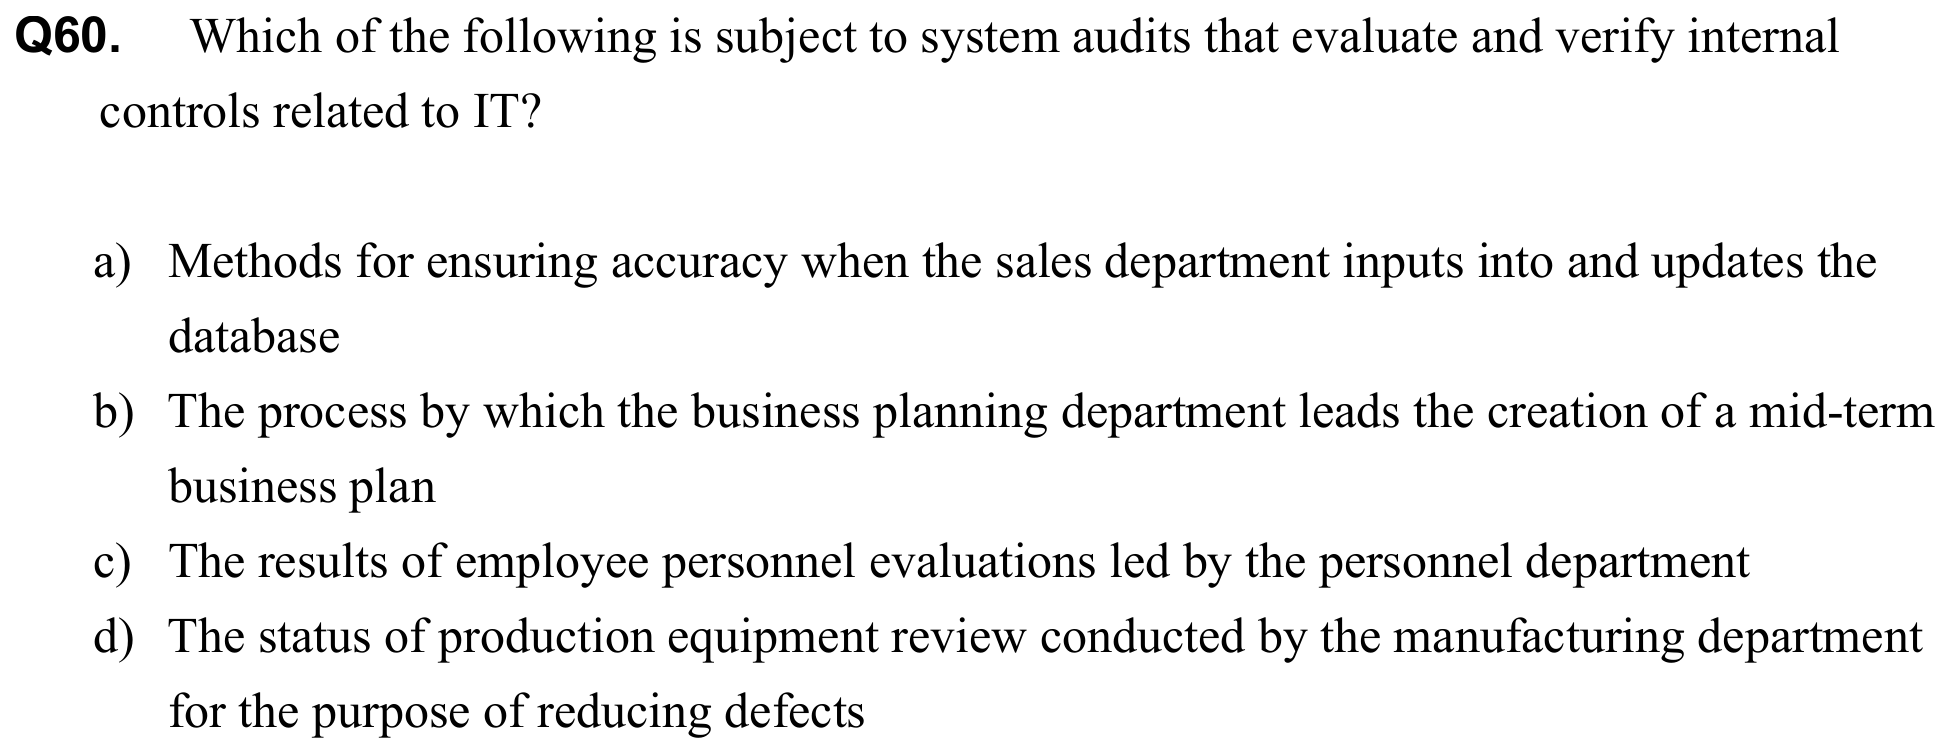 Q60. Which of the following is subject to system audits that evaluate and verify internal
controls related to IT?
a) Methods for ensuring accuracy when the sales department inputs into and updates the
database
b) The process by which the business planning department leads the creation of a mid-term
business plan
c) The results of employee personnel evaluations led by the personnel department
d) The status of production equipment review conducted by the manufacturing department
for the purpose of reducing defects